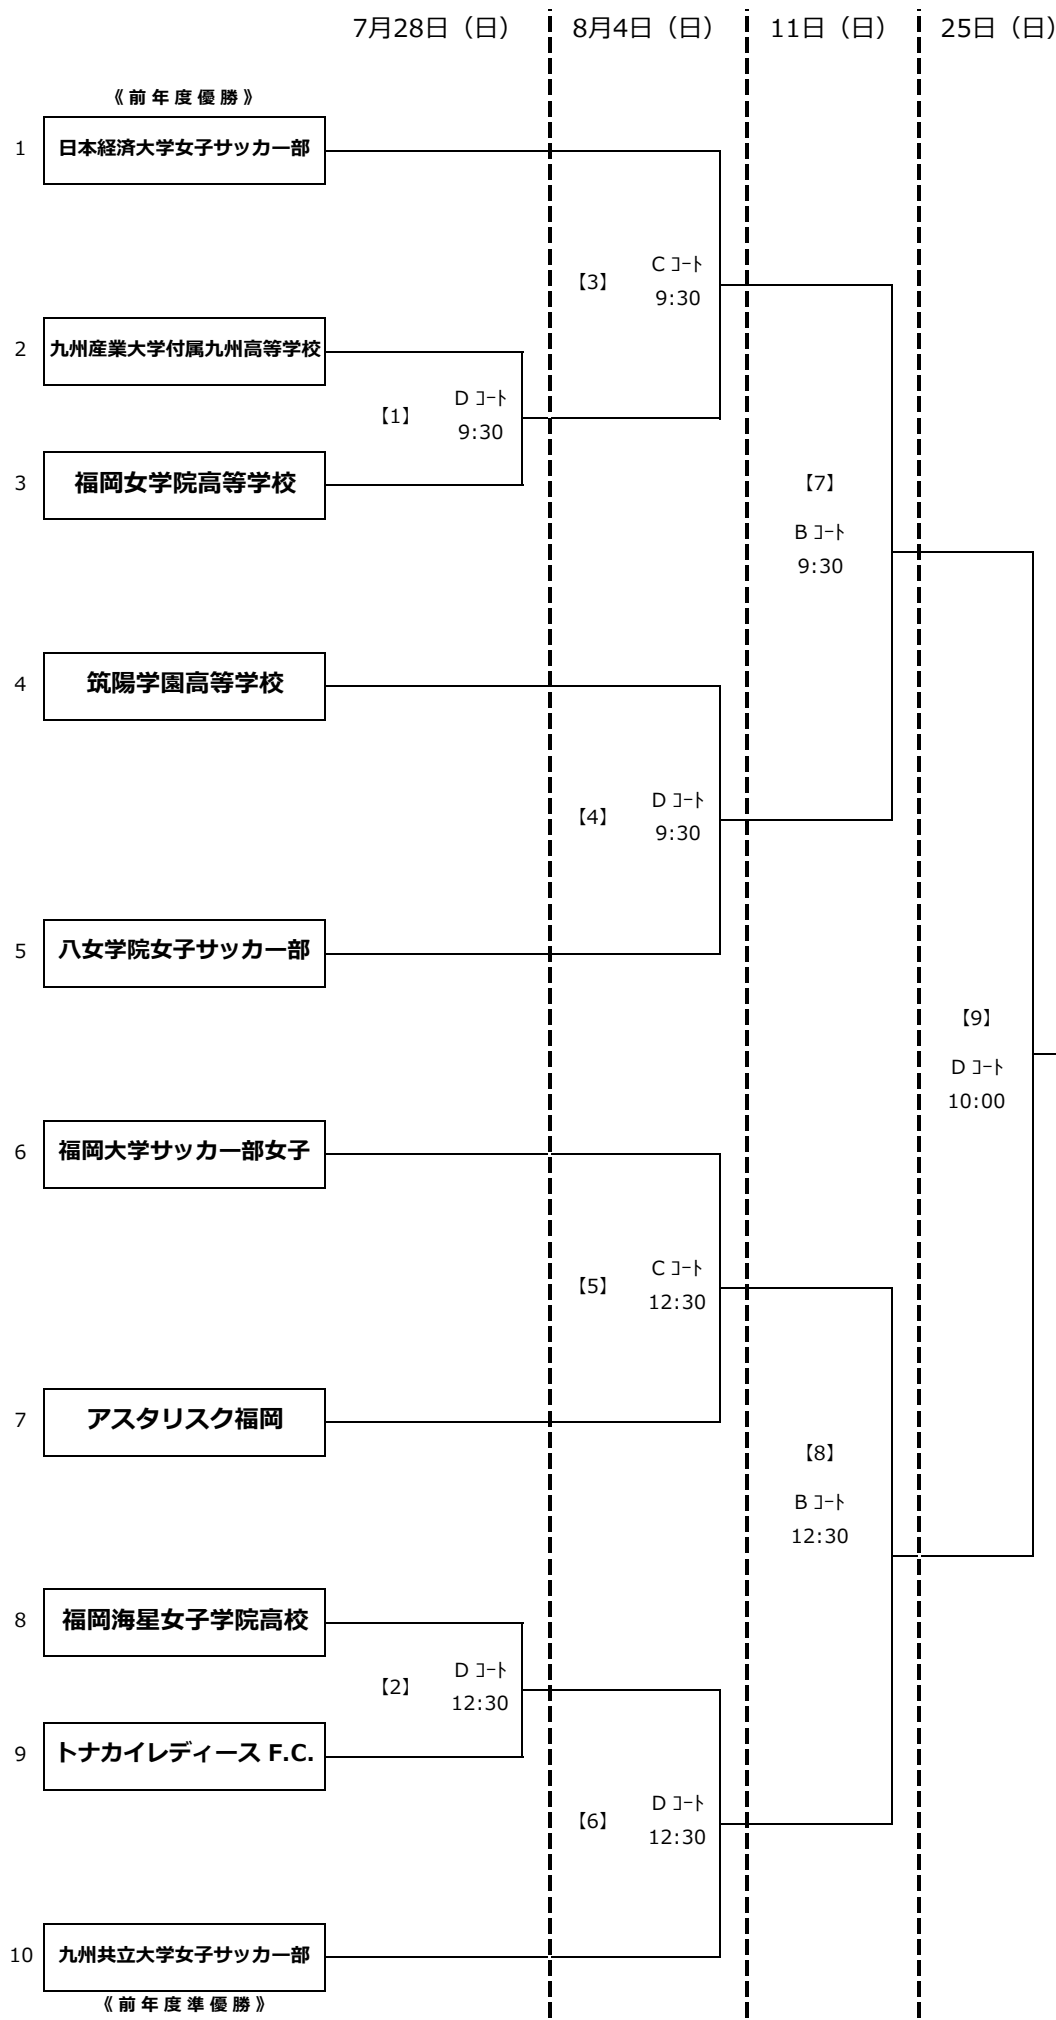 7月28日（日）
8月4日（日）
11日（日）
25日（日）
《前年度優勝》
1
日本経済大学女子サッカー部
【3】
C ｺｰﾄ
9:30
2
九州産業大学付属九州高等学校
【1】
D ｺｰﾄ
9:30
3
福岡女学院高等学校
【7】
B ｺｰﾄ
9:30
4
筑陽学園高等学校
【4】
D ｺｰﾄ
9:30
5
八女学院女子サッカー部
【9】
D ｺｰﾄ
10:00
6
福岡大学サッカー部女子
【5】
C ｺｰﾄ
12:30
7
アスタリスク福岡
【8】
B ｺｰﾄ
12:30
8
福岡海星女子学院高校
【2】
D ｺｰﾄ
12:30
9
トナカイレディース F.C.
【6】
D ｺｰﾄ
12:30
10
九州共立大学女子サッカー部
《前年度準優勝》